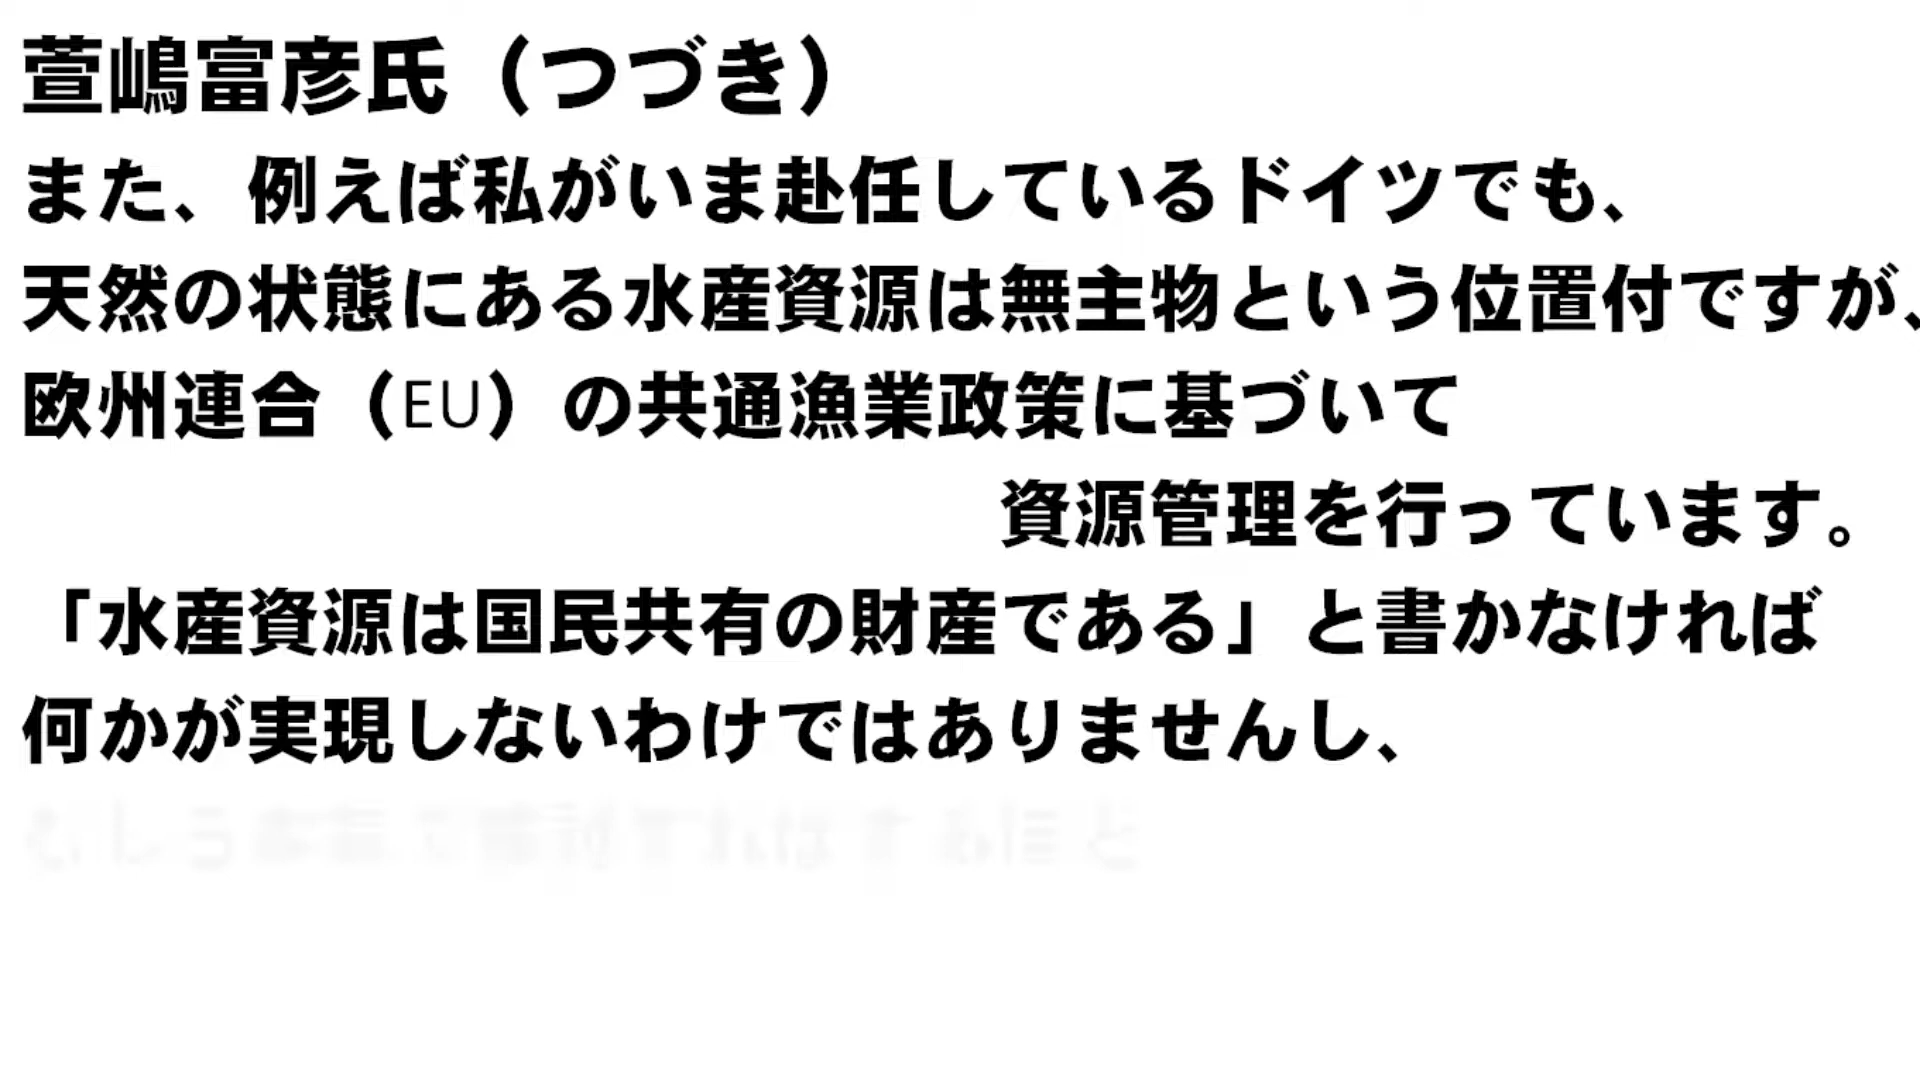 萱嶋富彦氏（つづき）
また、例えば私がいま赴任しているドイツでも、
天然の状態にある水産資源は無主物という位置付ですが、
欧州連合（EU）の共通漁業政策に基づいて
資源管理を行っています。
「水産資源は国民共有の財産である」と書かなければ
何かが実現しないわけではありませんし、